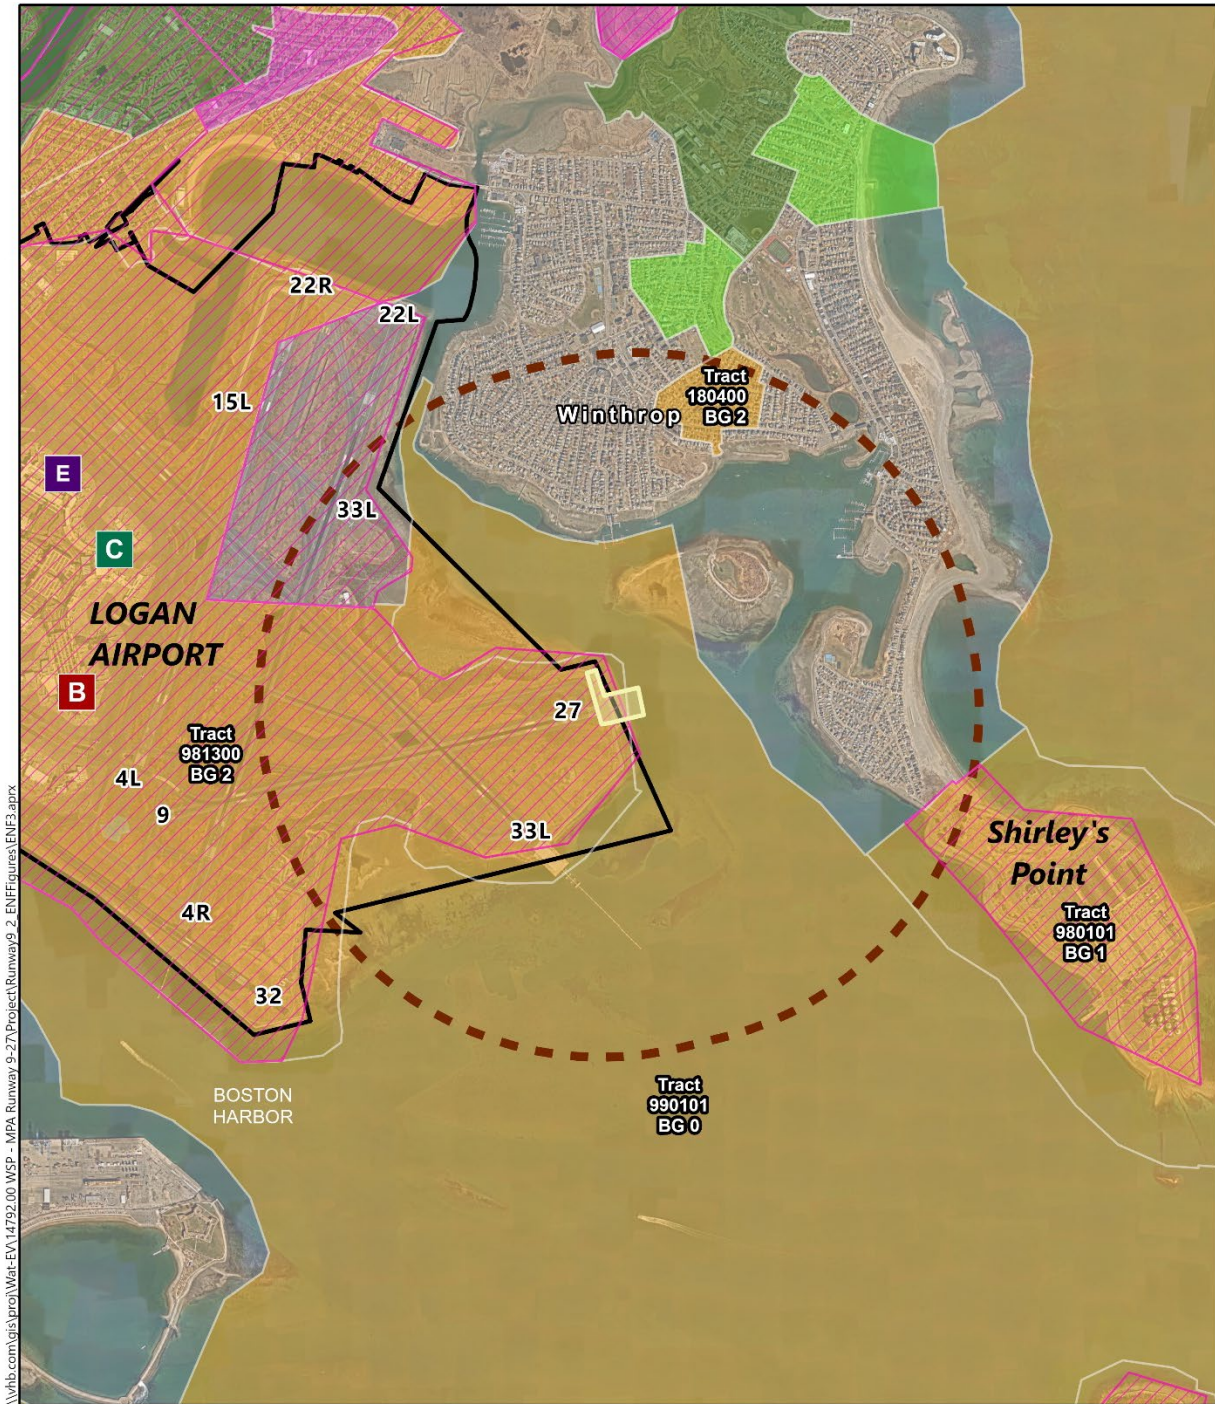 22R
22L
15L
Tract
180400
BG 2
Winthrop
E
33L
C
LOGAN
AIRPORT
B
27
Tract
981300
BG 2
4L
9
33L
Shirley's
Point
4R
Tract
980101
BG 1
32
BOSTON
HARBOR
Tract
990101
BG 0
\\vhb.com\gis\proj\Wat-EV\14792.00 WSP - MPA Runway 9-27\Project\Runway9_2_ENFFigures\ENF3.aprx